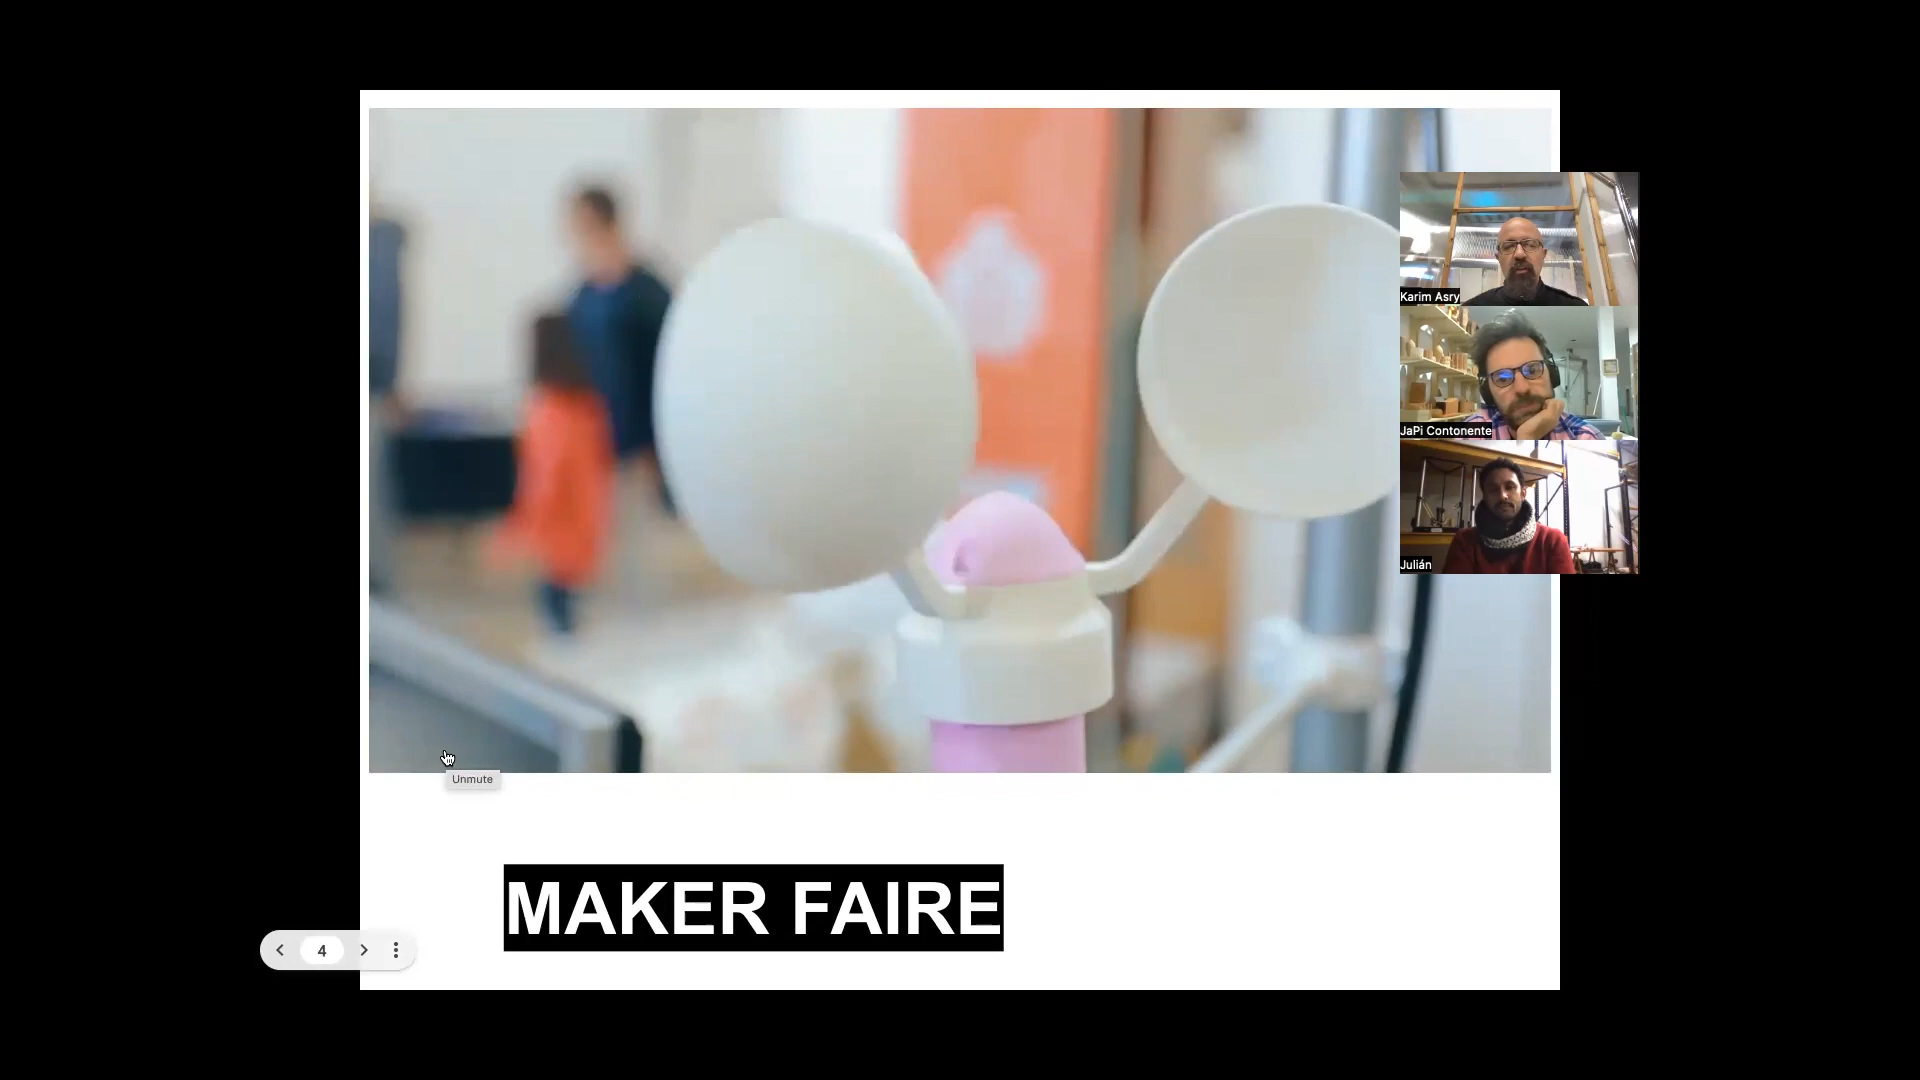 Karim Asry
JaPi Contonente
Julián
Unmute
MAKER FAIRE
4